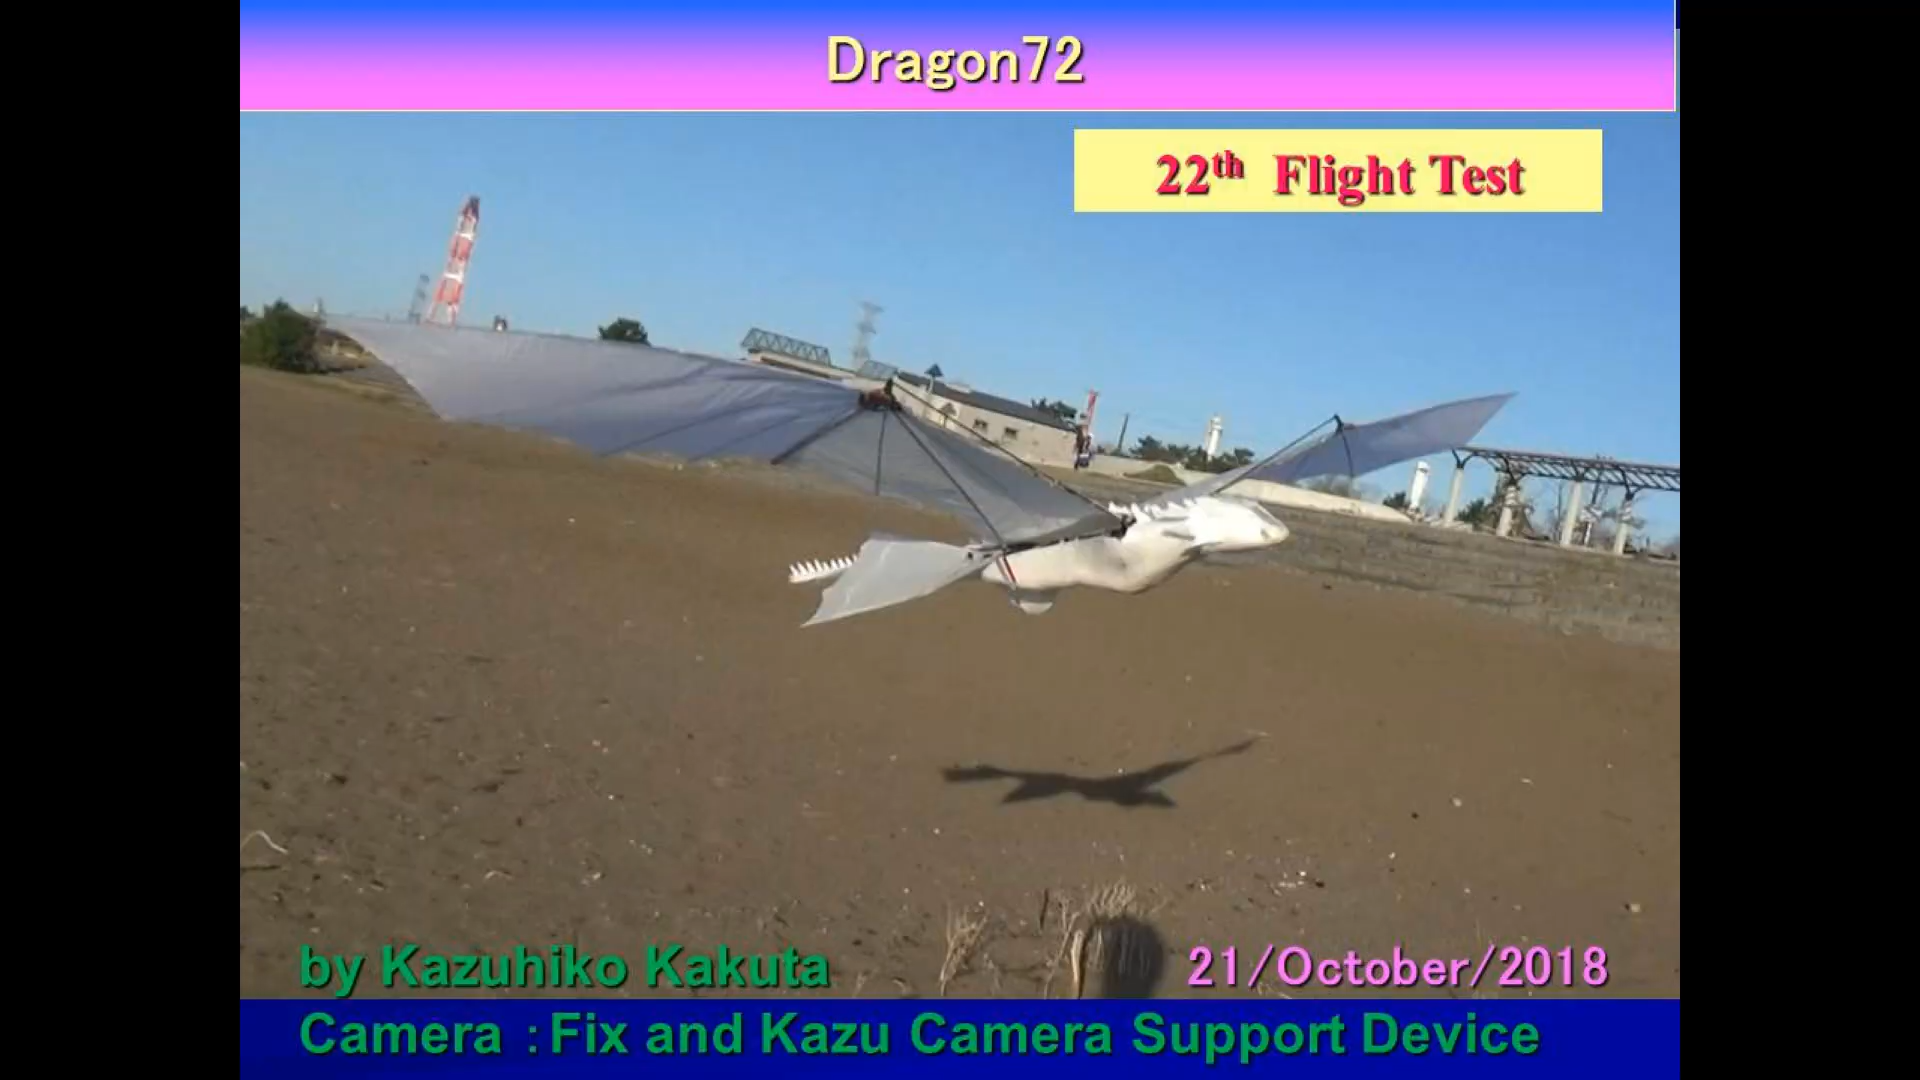 Dragon72
22th Flight Test
by Kazuhiko Kakuta
21/October/2018
Camera : Fix and Kazu Camera Support Device